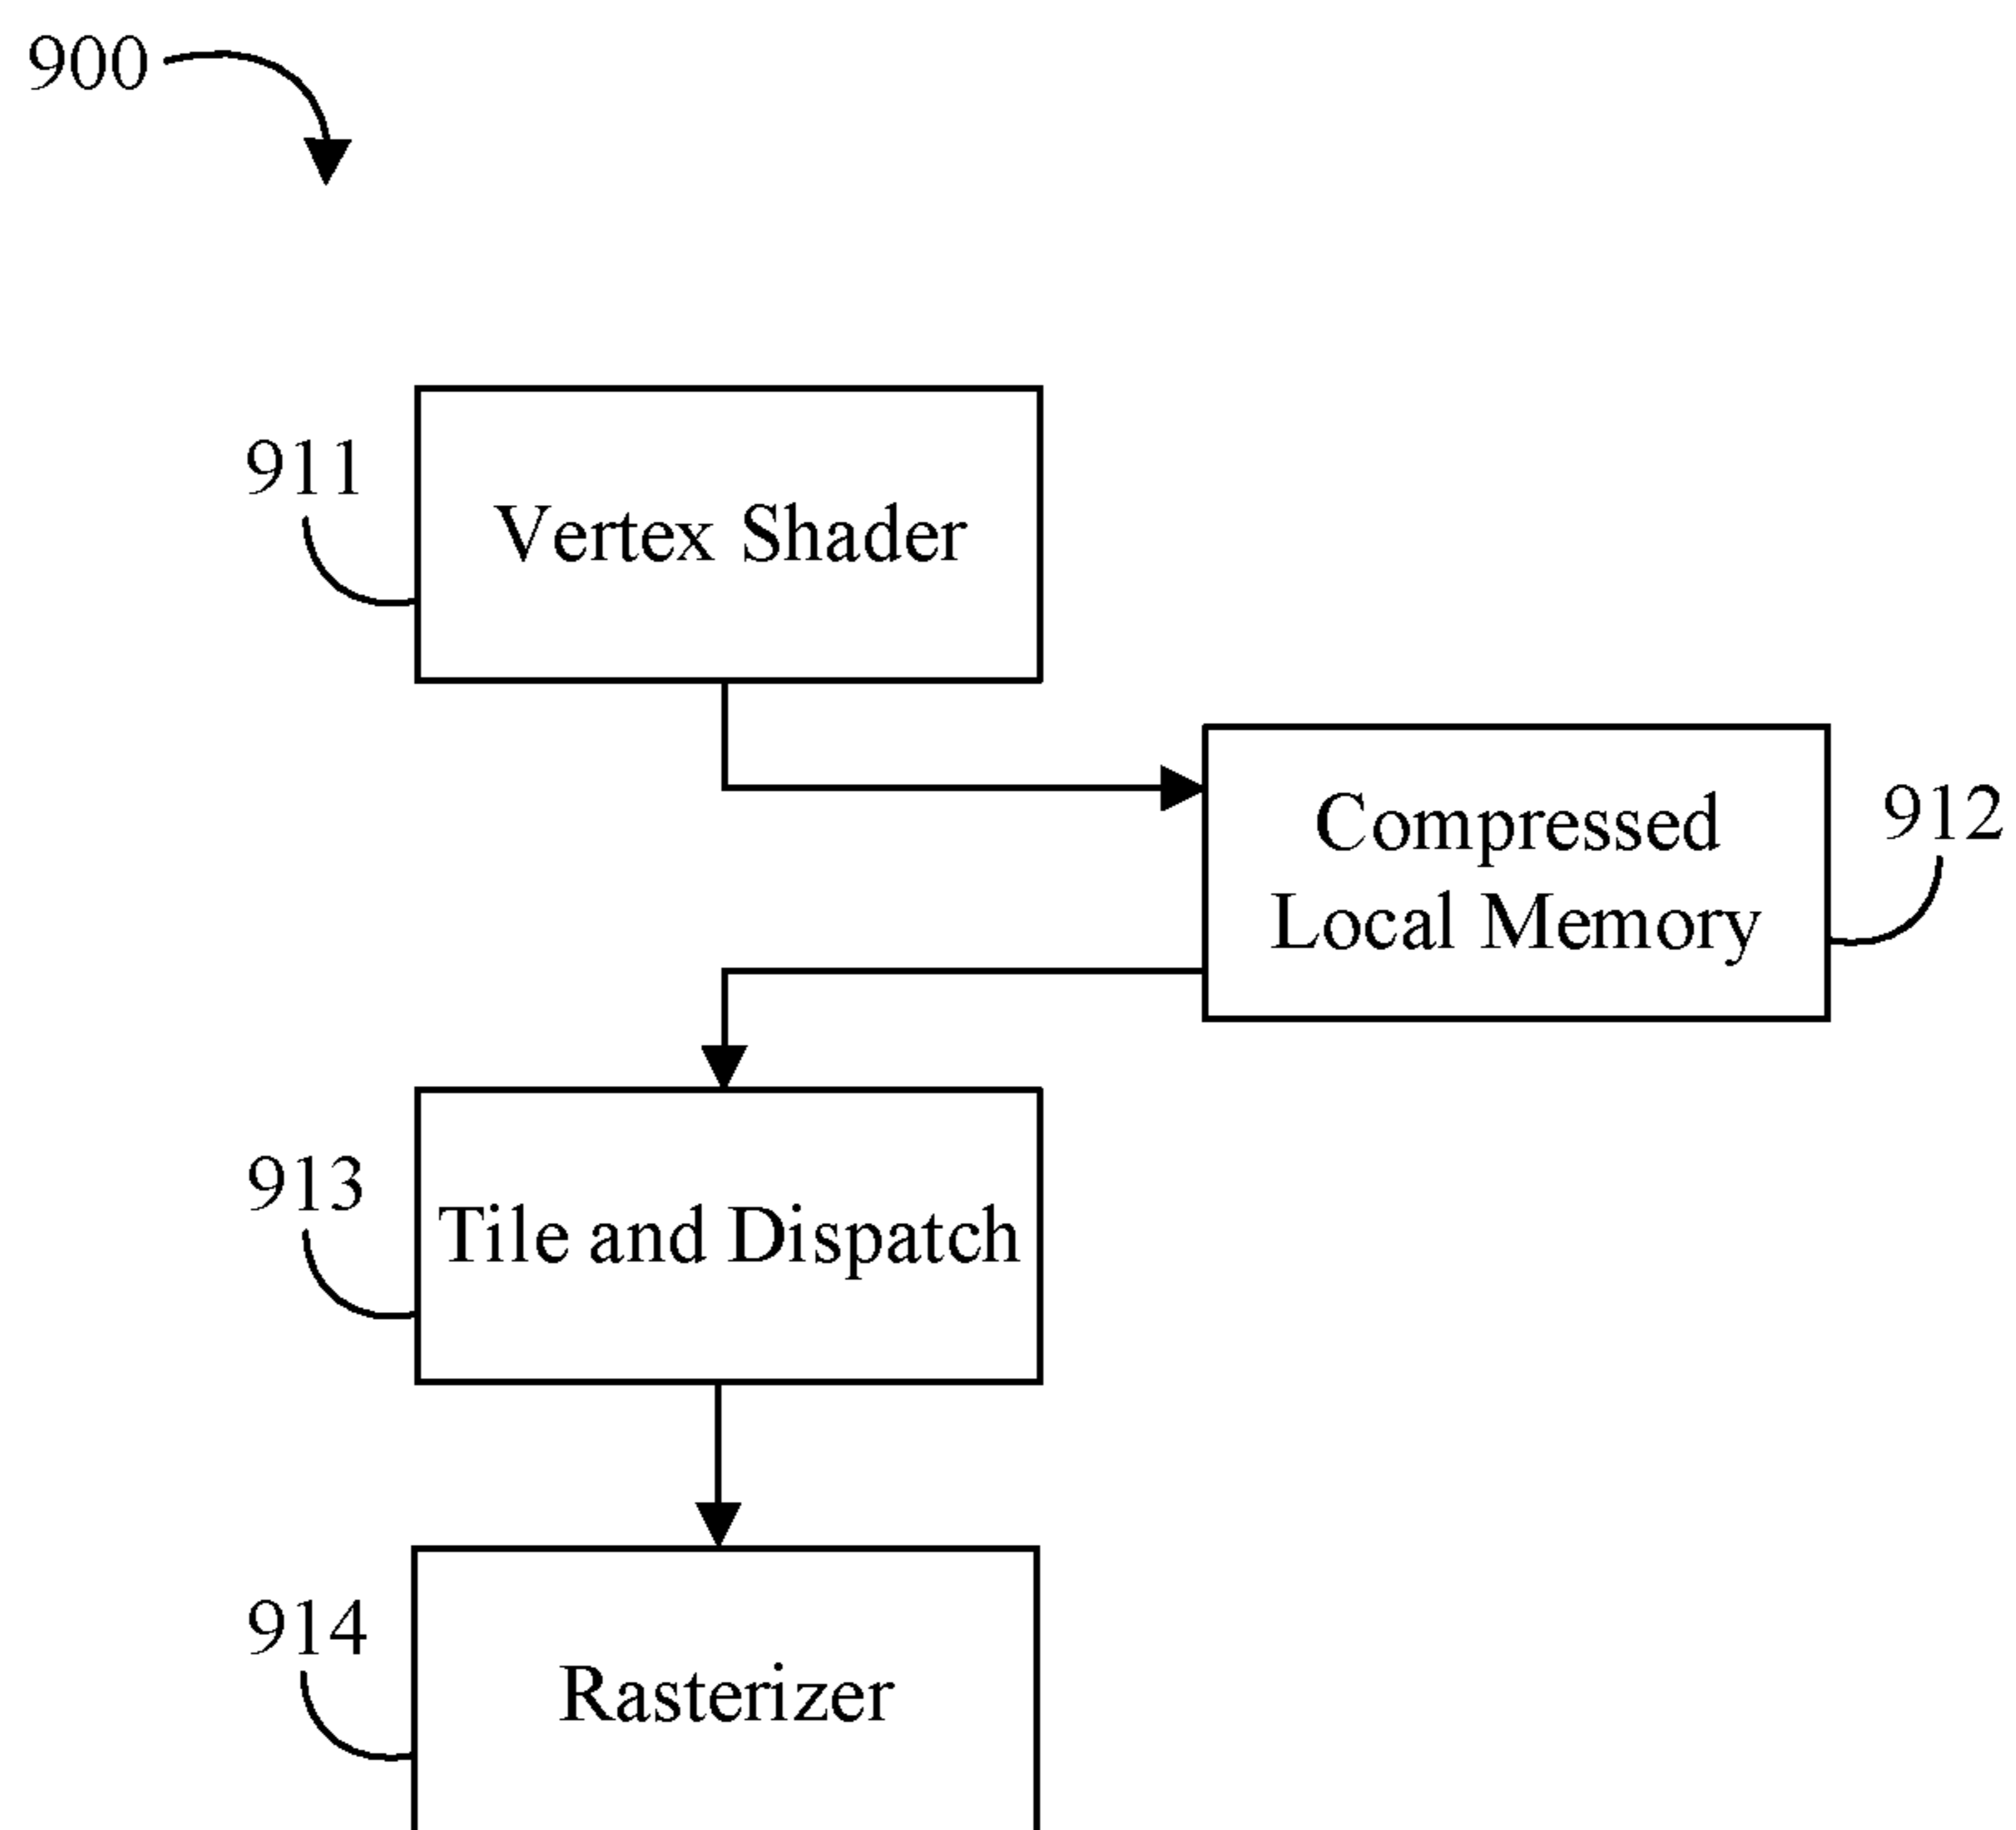 900
911
Vertex Shader
Compressed
Local Memory
912
913
Tile and Dispatch
914
Rasterizer